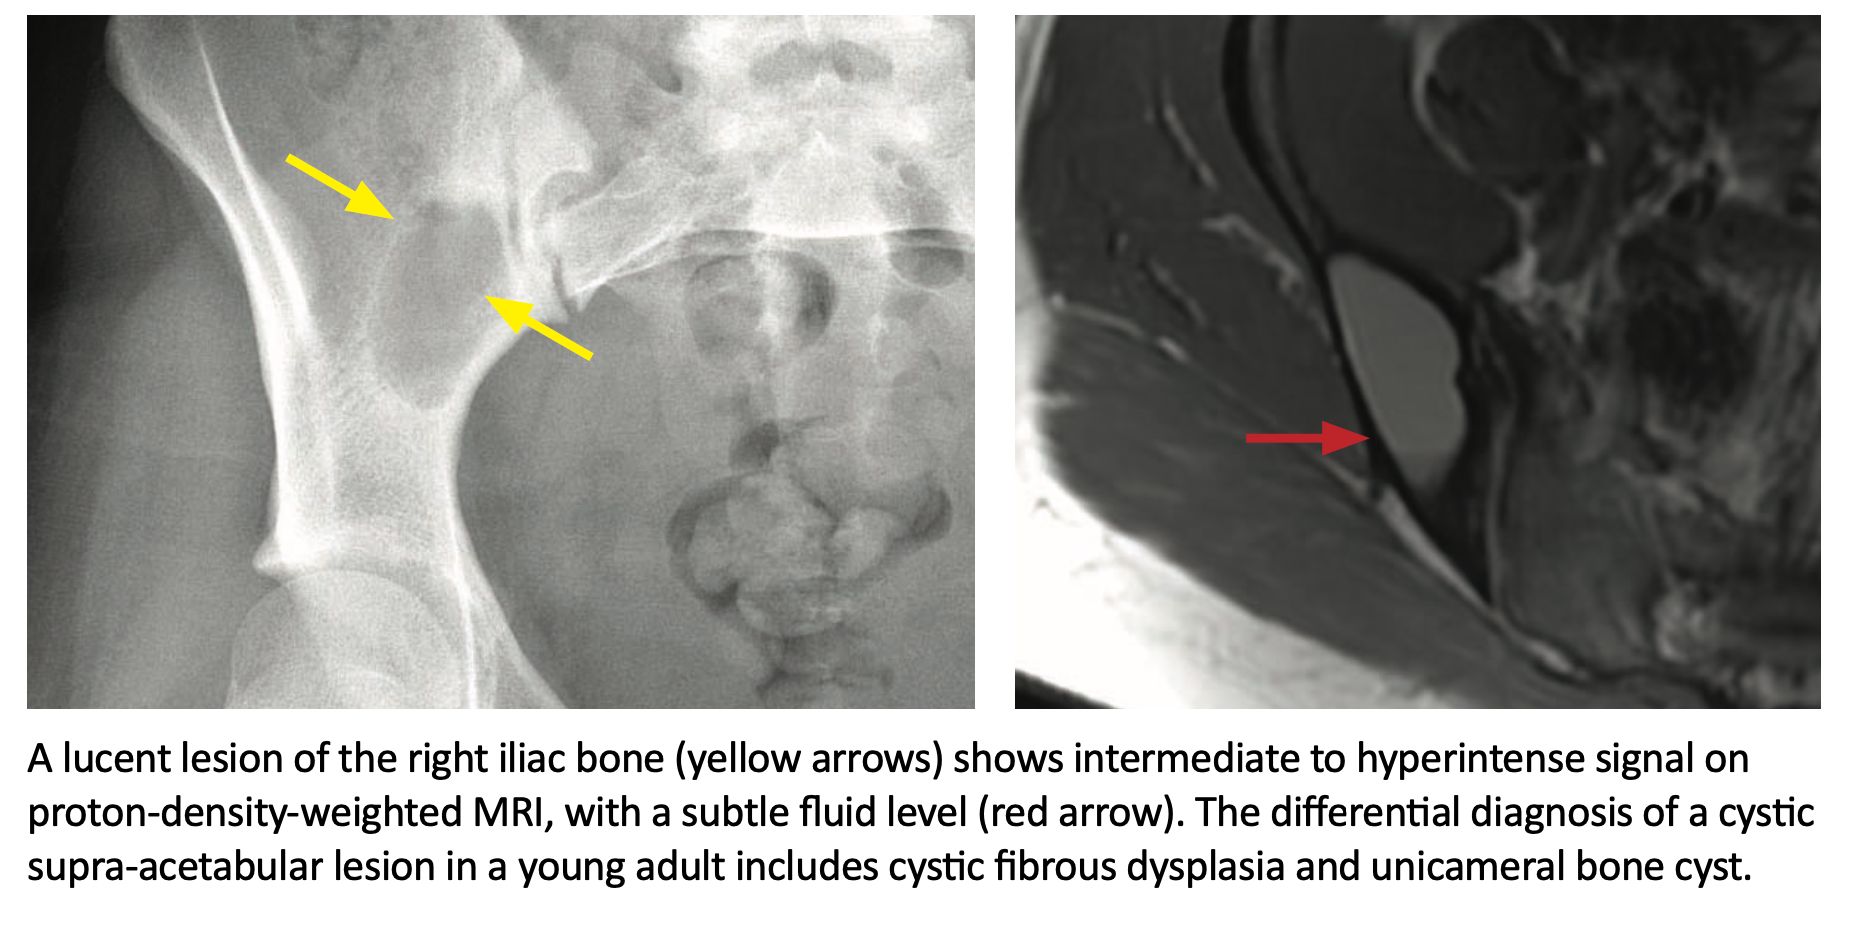 A lucent lesion of the right iliac bone (yellow arrows) shows intermediate to hyperintense signal on
proton-density-weighted MRI, with a subtle fluid level (red arrow). The differential diagnosis of a cystic
supra-acetabular lesion in a young adult includes cystic fibrous dysplasia and unicameral bone cyst.